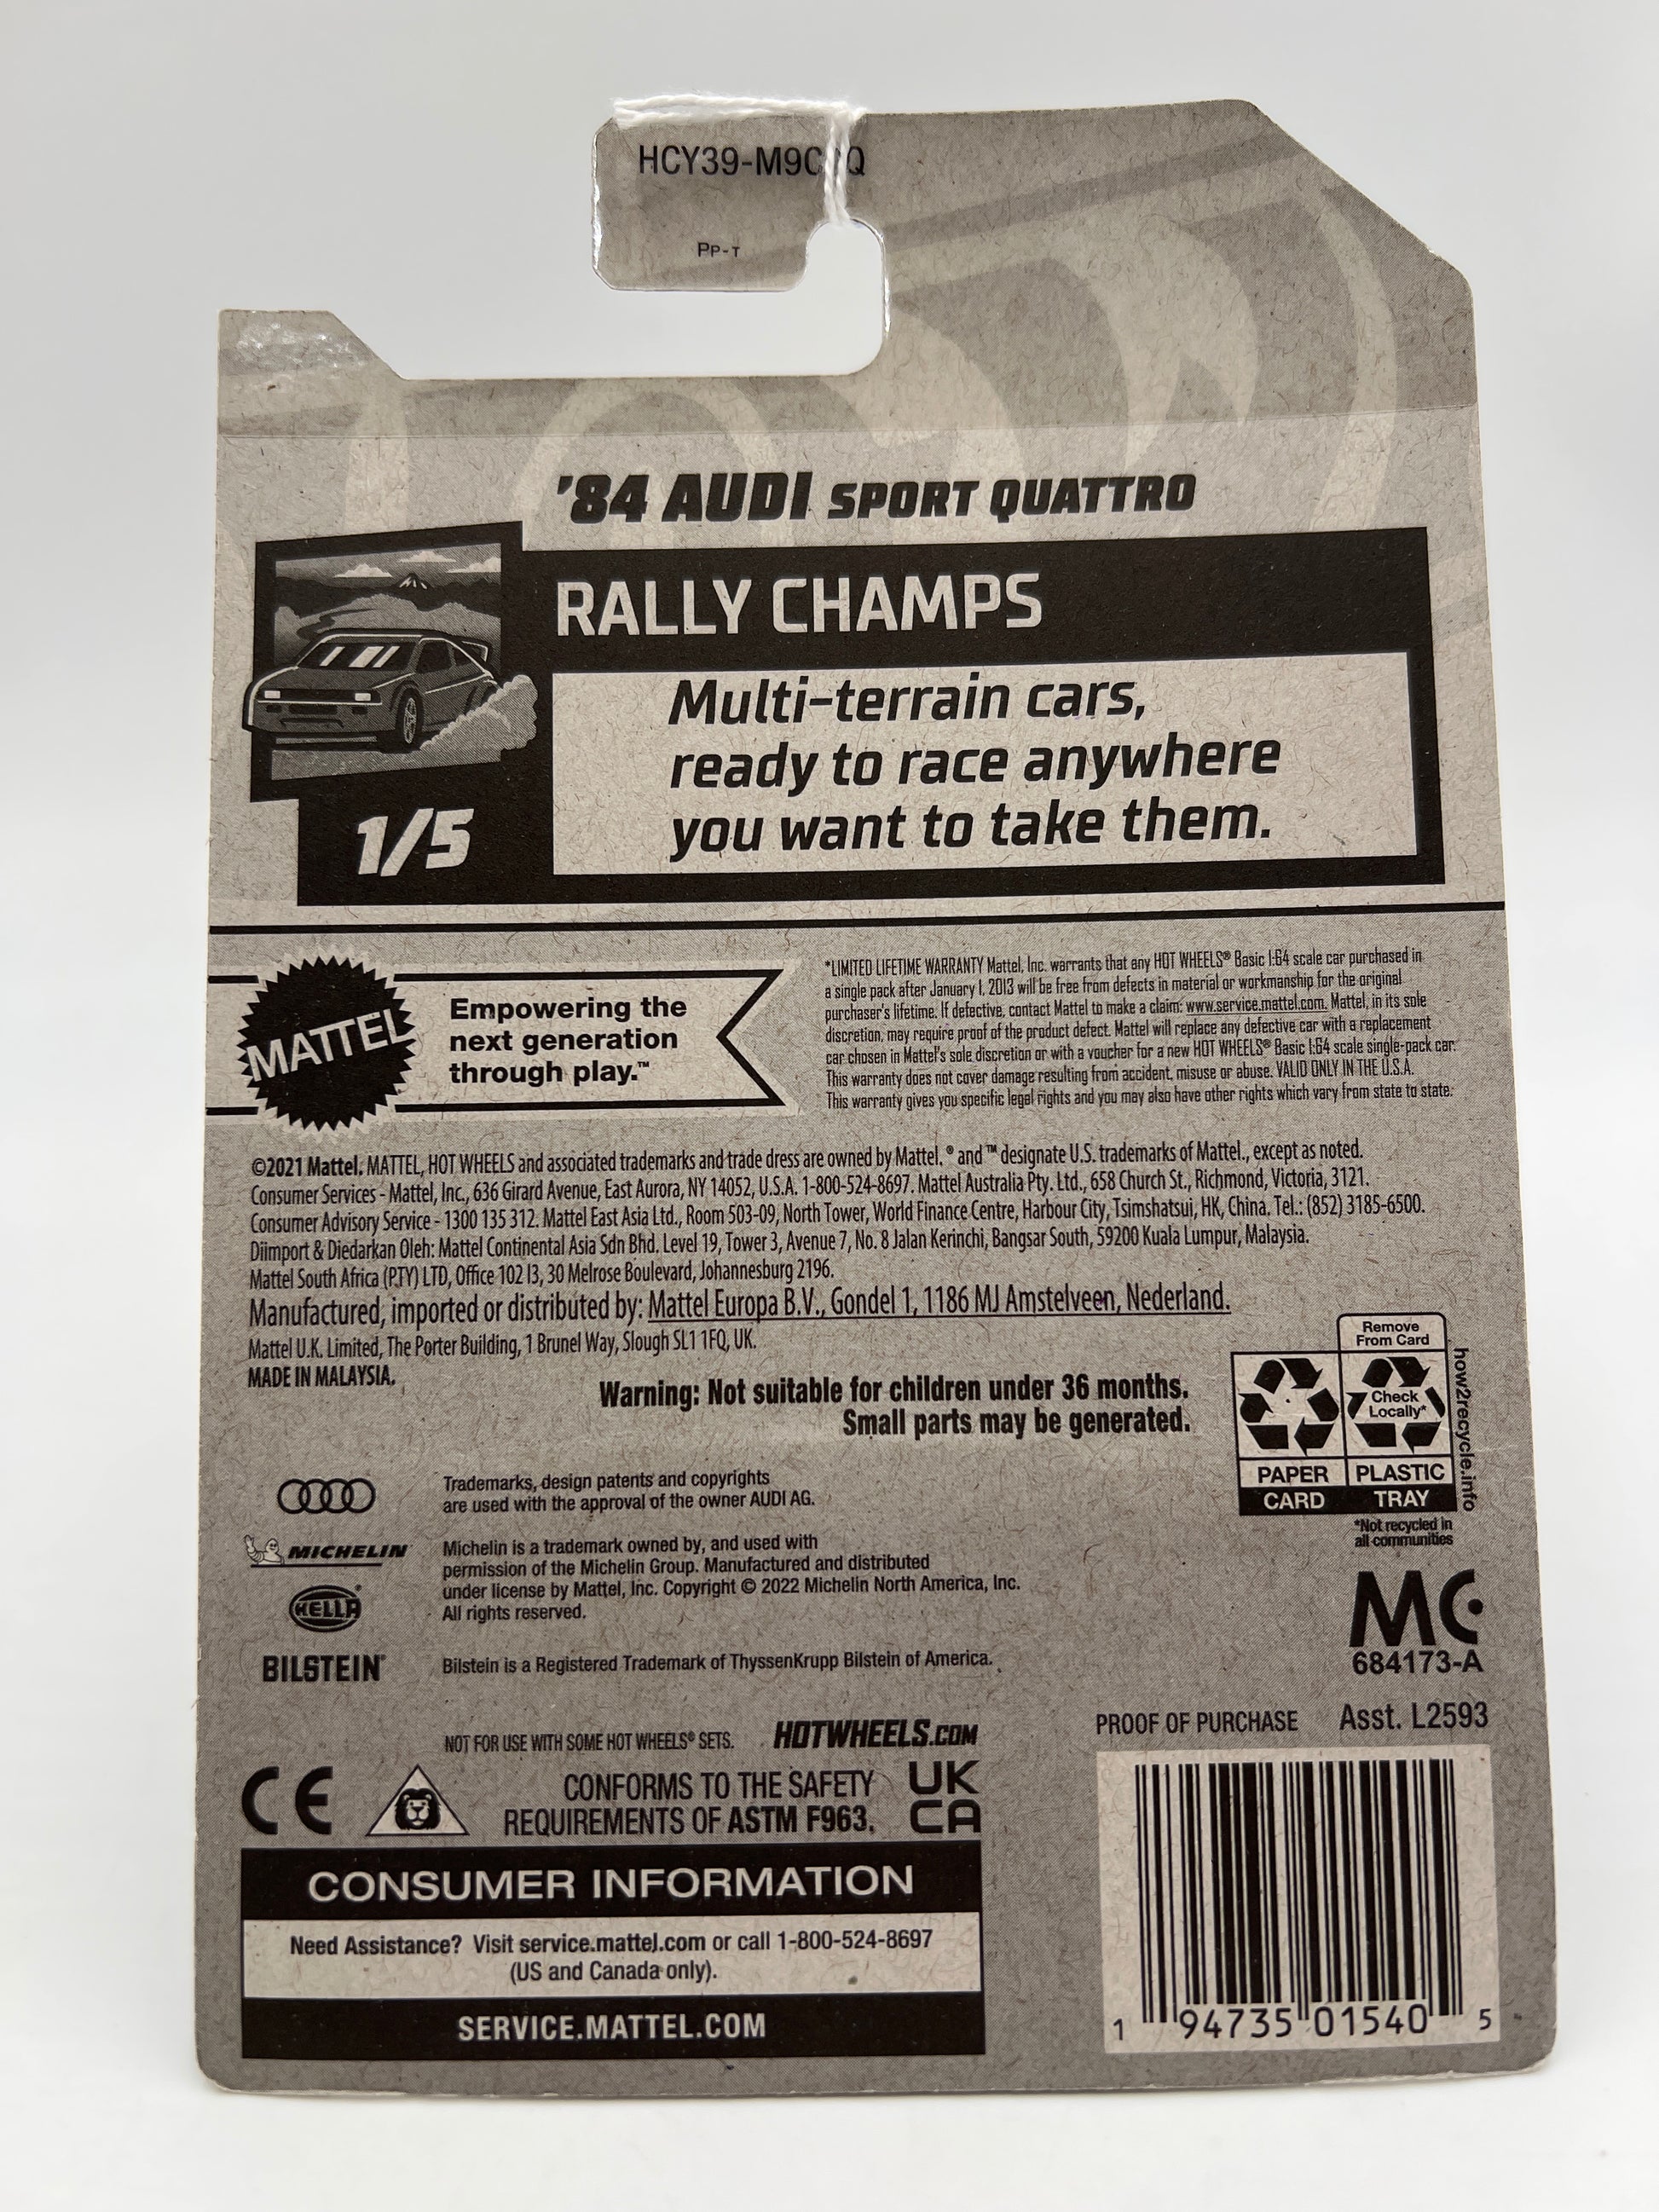 HCY39-M9C
Q
PP-T
'84 AUDI SPORT QUATTRO
RALLY CHAMPS
Multi-terrain cars,
ready to race anywhere
you want to take them.
1/5
MATTEL
Empowering the
next generation
through play.™
*LIMITED LIFETIME WARRANTY Mattel, Inc. warrants that any HOT WHEELS® Basic 1:64 scale car purchased in
a single pack after January 1, 2013 will be free from defects in material or workmanship for the original
purchaser's lifetime. If defective, contact Mattel to make a claim: www.service.mattel.com. Mattel, in its sole
discretion, may require proof of the product defect. Mattel will replace any defective car with a replacement
car chosen in Mattel's sole discretion or with a voucher for a new HOT WHEELS® Basic 1:64 scale single-pack car.
This warranty does not cover damage resulting from accident, misuse or abuse. VALID ONLY IN THE U.S.A.
This warranty gives you specific legal rights and you may also have other rights which vary from state to state.
©2021 Mattel. MATTEL, HOT WHEELS and associated trademarks and trade dress are owned by Mattel. ® and ™ designate U.S. trademarks of Mattel., except as noted.
Consumer Services - Mattel, Inc., 636 Girard Avenue, East Aurora, NY 14052, U.S.A. 1-800-524-8697. Mattel Australia Pty. Ltd., 658 Church St., Richmond, Victoria, 3121.
Consumer Advisory Service - 1300 135 312. Mattel East Asia Ltd., Room 503-09, North Tower, World Finance Centre, Harbour City, Tsimshatsui, HK, China. Tel.: (852) 3185-6500.
Diimport & Diedarkan Oleh: Mattel Continental Asia Sdn Bhd. Level 19, Tower 3, Avenue 7, No. 8 Jalan Kerinchi, Bangsar South, 59200 Kuala Lumpur, Malaysia.
Mattel South Africa (PTY) LTD, Office 102 I3, 30 Melrose Boulevard, Johannesburg 2196.
Manufactured, imported or distributed by: Mattel Europa B.V., Gondel 1, 1186 MJ Amstelveen, Nederland.
Mattel U.K. Limited, The Porter Building, 1 Brunel Way, Slough SL1 1FQ, UK.
MADE IN MALAYSIA.
Warning: Not suitable for children under 36 months.
Small parts may be generated.
Remove
From Card
Check
Locally*
PAPER
PLASTIC
CARD
TRAY
how2recycle.info
*Not recycled in
all communities
Trademarks, design patents and copyrights
are used with the approval of the owner AUDI AG.
MICHELIN
Michelin is a trademark owned by, and used with
permission of the Michelin Group. Manufactured and distributed
under license by Mattel, Inc. Copyright © 2022 Michelin North America, Inc.
All rights reserved.
HELLA
BILSTEIN®
Bilstein is a Registered Trademark of ThyssenKrupp Bilstein of America.
MC
684173-A
PROOF OF PURCHASE
Asst. L2593
NOT FOR USE WITH SOME HOT WHEELS® SETS.
HOTWHEELS.COM
CE
CONFORMS TO THE SAFETY
REQUIREMENTS OF ASTM F963.
UK
CA
CONSUMER INFORMATION
Need Assistance? Visit service.mattel.com or call 1-800-524-8697
(US and Canada only).
SERVICE.MATTEL.COM
1 94735 01540 5